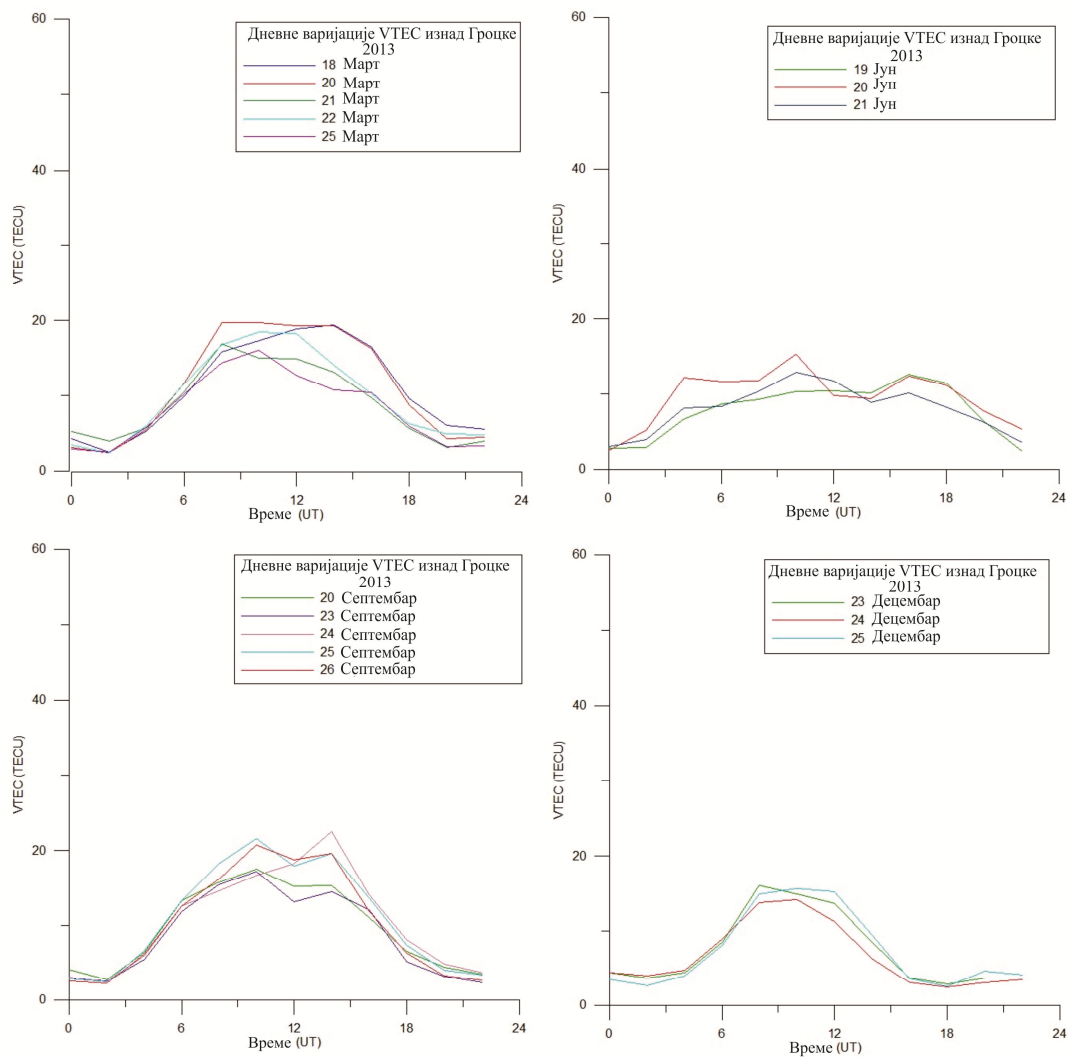 60
40
20
0
VTEC (TECU)
Дневне варијације VTEC изнад Гроцке
2013
18 Март
20 Март
21 Март
22 Март
25 Март
0 6 12 18 24
Време (UT)
60
40
20
0
VTEC (TECU)
Дневне варијације VTEC изнад Гроцке
2013
19 Јун
20 Јун
21 Јун
0 6 12 18 24
Време (UT)
60
40
20
0
VTEC (TECU)
Дневне варијације VTEC изнад Гроцке
2013
20 Септембар
23 Септембар
24 Септембар
25 Септембар
26 Септембар
0 6 12 18 24
Време (UT)
60
40
20
0
VTEC (TECU)
Дневне варијације VTEC изнад Гроцке
2013
23 Децембар
24 Децембар
25 Децембар
0 6 12 18 24
Време (UT)